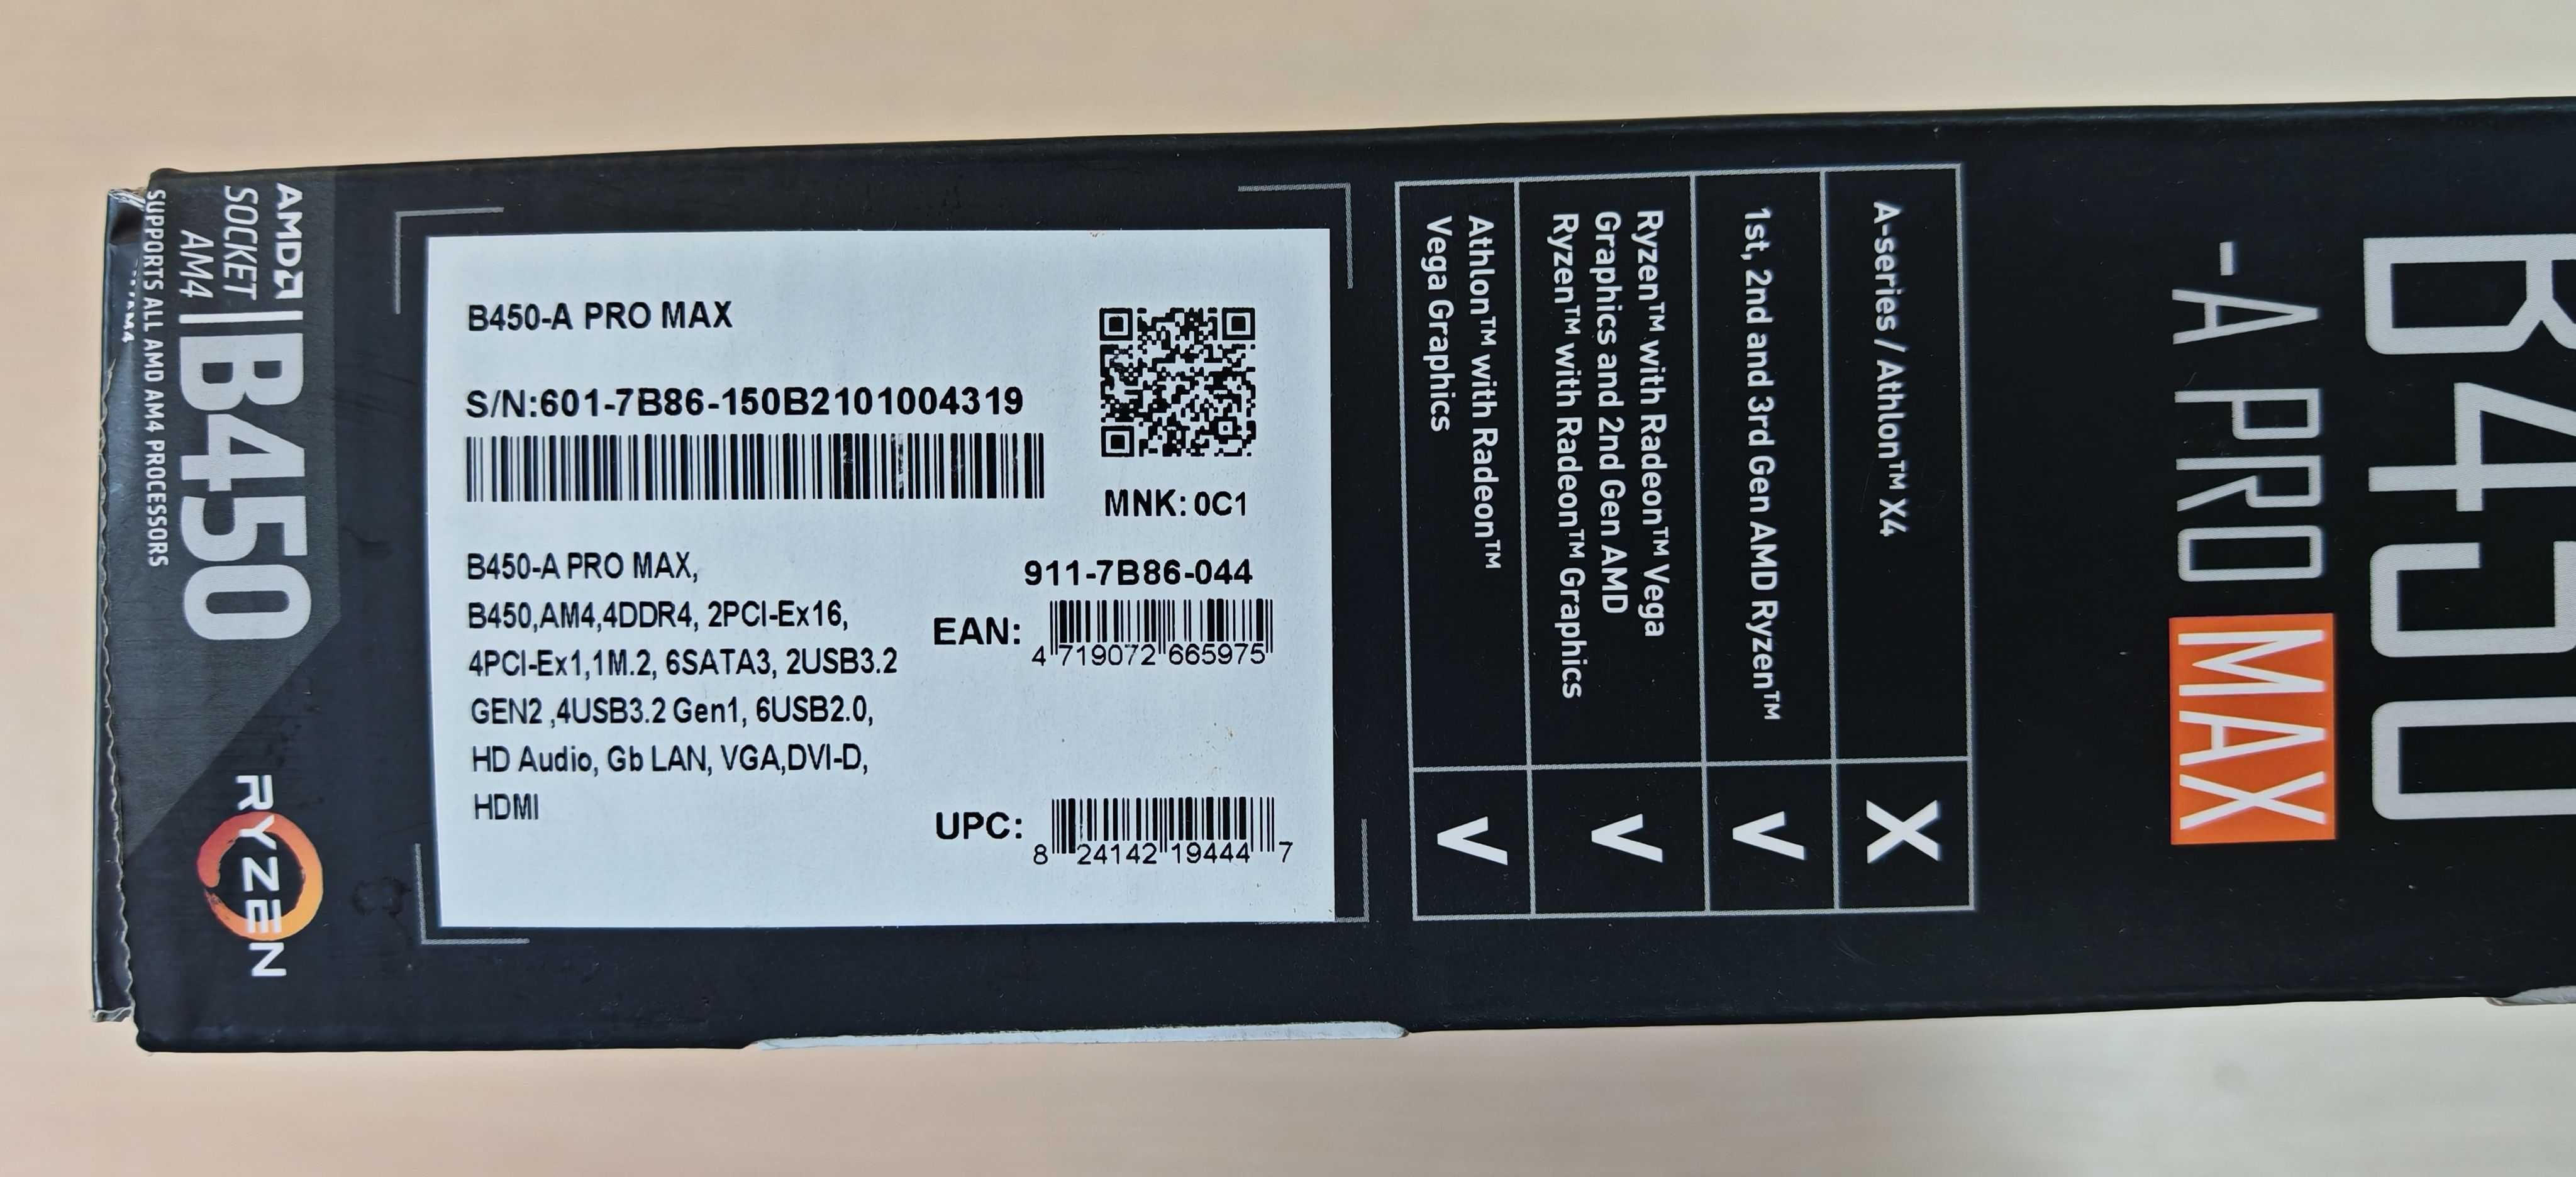 AMD
SOCKET
AM4
B450
SUPPORTS ALL AMD AM4 PROCESSORS
RYZEN
B450-A PRO MAX
S/N:601-7B86-150B2101004319
MNK: 0C1
B450-A PRO MAX,
B450,AM4,4DDR4, 2PCI-Ex16,
4PCI-Ex1,1M.2, 6SATA3, 2USB3.2
GEN2 ,4USB3.2 Gen1, 6USB2.0,
HD Audio, Gb LAN, VGA,DVI-D,
HDMI
911-7B86-044
EAN:
4 719072 665975
UPC:
8 24142 19444 7
A-series / Athlon™ X4
X
1st, 2nd and 3rd Gen AMD Ryzen™
V
Ryzen™ with Radeon™ Vega
Graphics and 2nd Gen AMD
Ryzen™ with Radeon™ Graphics
V
Athlon™ with Radeon™
Vega Graphics
V
B450
-A PRO MAX